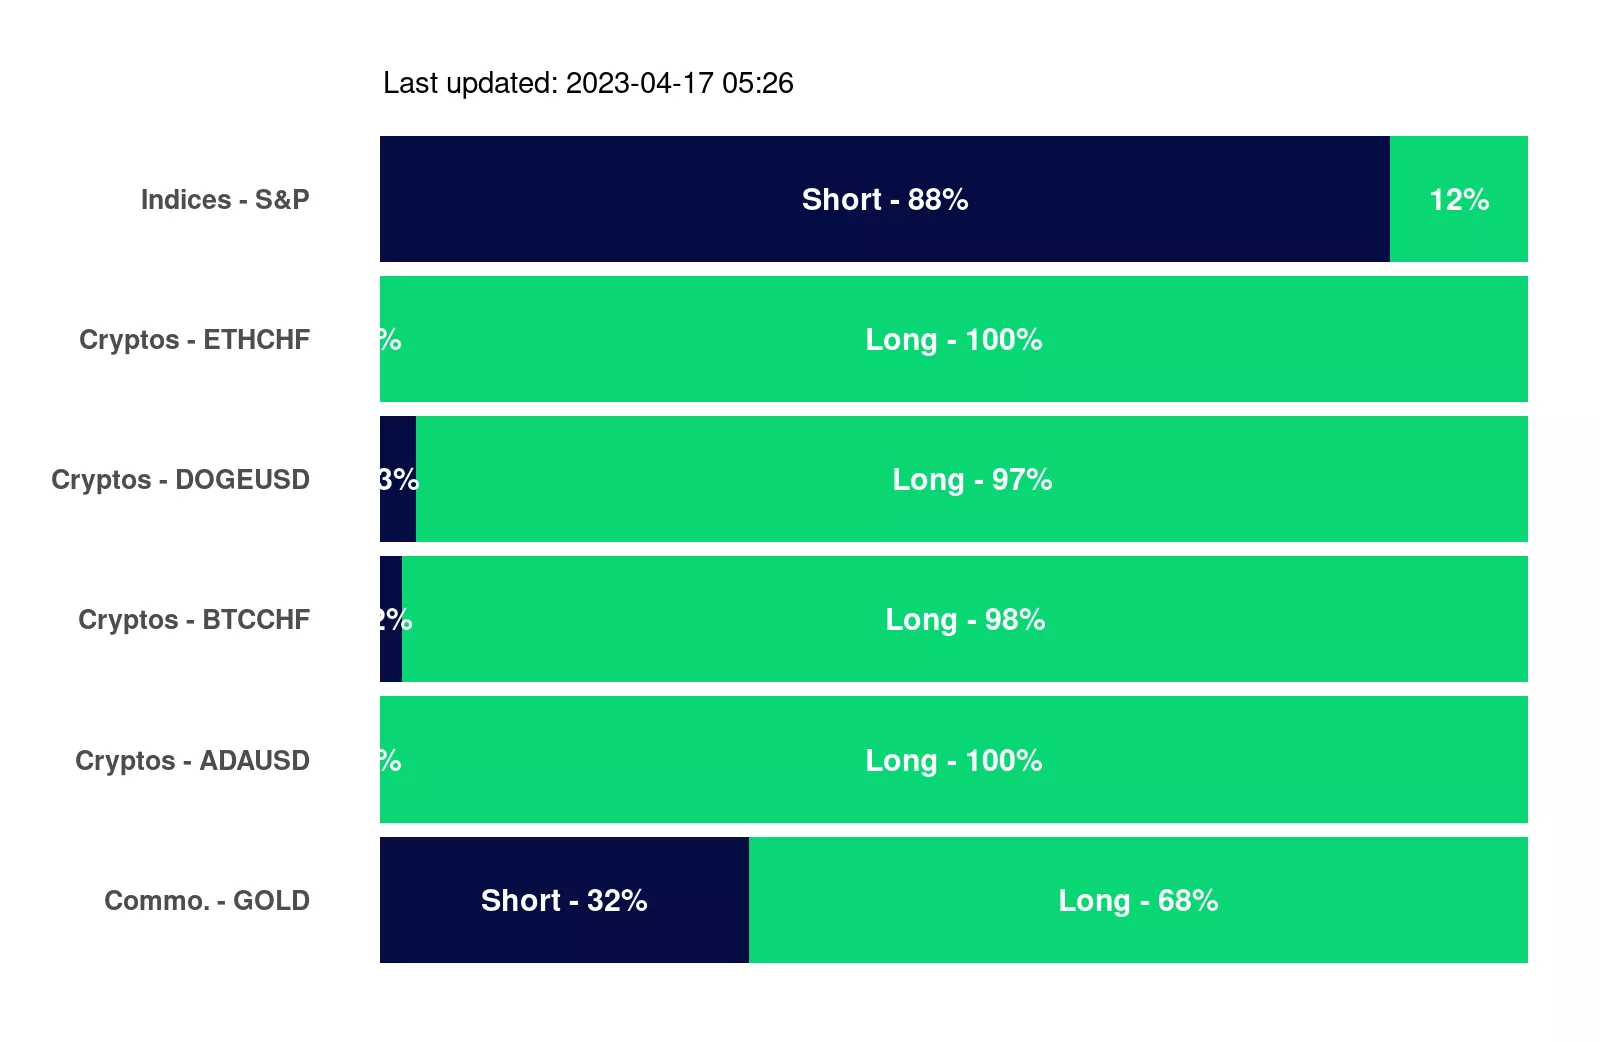 Last updated: 2023-04-17 05:26
Indices - S&P Short - 88% 12%
Cryptos - ETHCHF % Long - 100%
Cryptos - DOGEUSD 3% Long - 97%
Cryptos - BTCCHF 2% Long - 98%
Cryptos - ADAUSD % Long - 100%
Commo. - GOLD Short - 32% Long - 68%